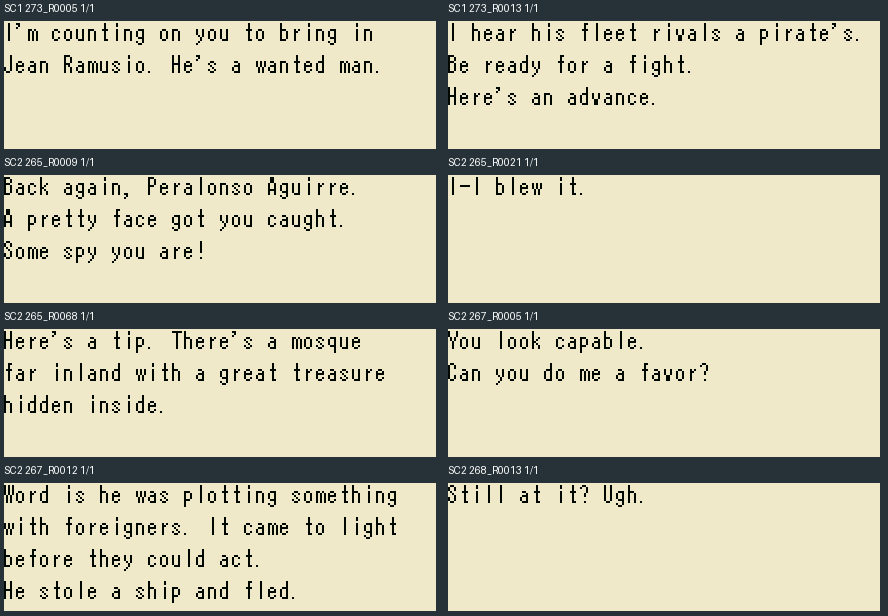 SC1 273_R0005 1/1
I'm counting on you to bring in
Jean Ramusio. He's a wanted man.
SC1 273_R0013 1/1
I hear his fleet rivals a pirate's.
Be ready for a fight.
Here's an advance.
SC2 265_R0009 1/1
Back again, Peralonso Aguirre.
A pretty face got you caught.
Some spy you are!
SC2 265_R0021 1/1
I-I blew it.
SC2 265_R0068 1/1
Here's a tip. There's a mosque
far inland with a great treasure
hidden inside.
SC2 267_R0005 1/1
You look capable.
Can you do me a favor?
SC2 267_R0012 1/1
Word is he was plotting something
with foreigners. It came to light
before they could act.
He stole a ship and fled.
SC2 268_R0013 1/1
Still at it? Ugh.